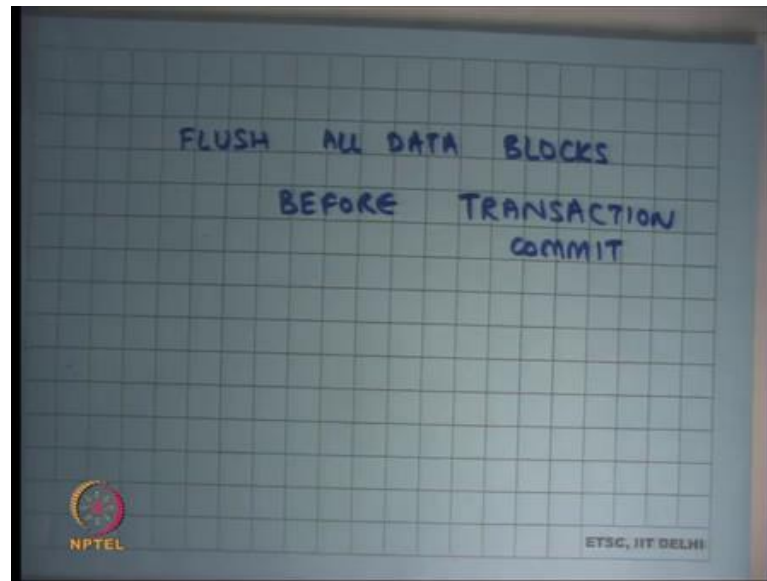 FLUSH ALL DATA BLOCKS
BEFORE TRANSACTION
COMMIT
NPTEL
ETSC, IIT DELHI